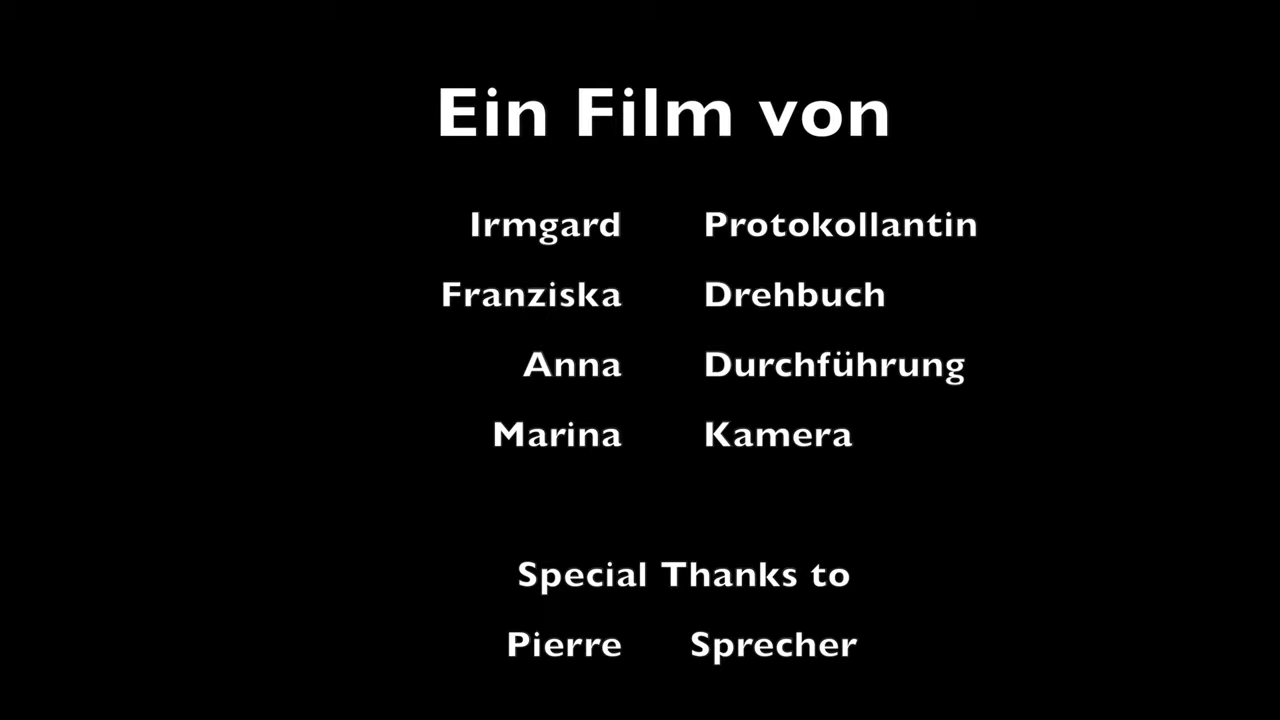 Ein Film von
Irmgard Protokollantin
Franziska Drehbuch
Anna Durchführung
Marina Kamera
Special Thanks to
Pierre Sprecher